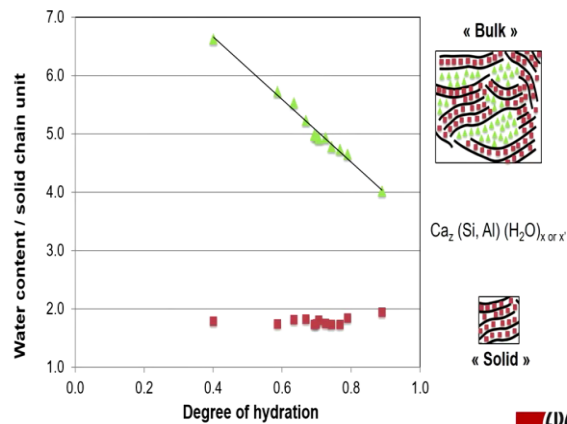 7.0
6.0
5.0
4.0
3.0
2.0
1.0
0.0 0.2 0.4 0.6 0.8 1.0
Water content / solid chain unit
Degree of hydration
« Bulk »
Ca_z (Si, Al) (H₂O)_{x or x'}
« Solid »